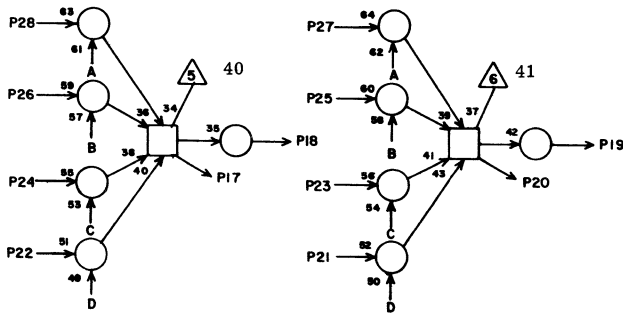 P28 63 61 A
P26 59 57 B
P24 55 53 C
P22 51 49 D
36 34 38 40 35
5 40
P18
P17
P27 64 62 A
P25 60 58 B
P23 56 54 C
P21 52 50 D
39 37 41 43 42
6 41
P19
P20